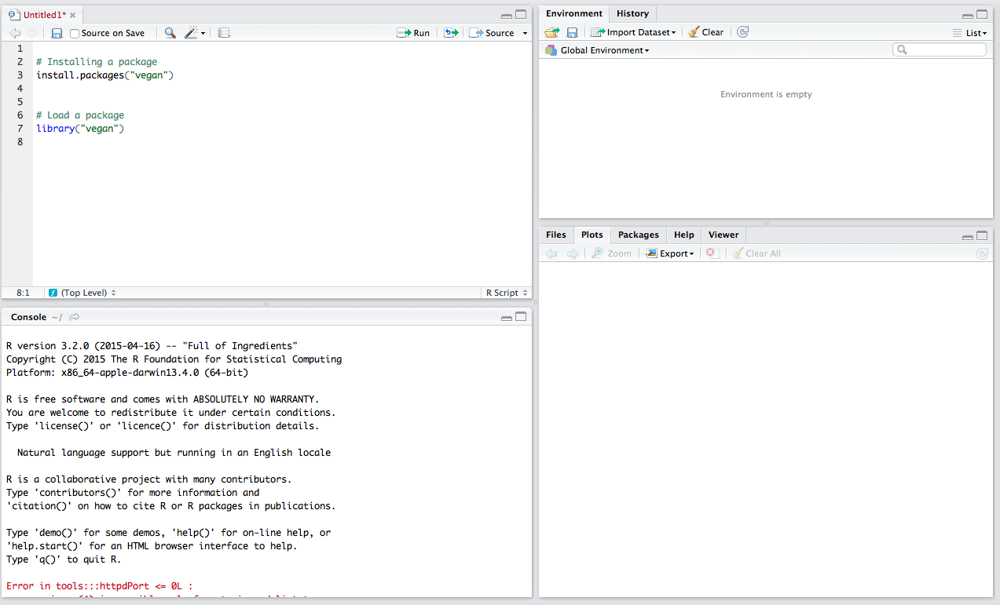 Untitled1*
Source on Save
Run
Source
1
2 # Installing a package
3 install.packages("vegan")
4
5
6 # Load a package
7 library("vegan")
8
8:1 (Top Level) R Script
Console ~/
R version 3.2.0 (2015-04-16) -- "Full of Ingredients"
Copyright (C) 2015 The R Foundation for Statistical Computing
Platform: x86_64-apple-darwin13.4.0 (64-bit)
R is free software and comes with ABSOLUTELY NO WARRANTY.
You are welcome to redistribute it under certain conditions.
Type 'license()' or 'licence()' for distribution details.
Natural language support but running in an English locale
R is a collaborative project with many contributors.
Type 'contributors()' for more information and
'citation()' on how to cite R or R packages in publications.
Type 'demo()' for some demos, 'help()' for on-line help, or
'help.start()' for an HTML browser interface to help.
Type 'q()' to quit R.
Error in tools:::httpdPort <= 0L :
Environment History
Import Dataset Clear List
Global Environment
Environment is empty
Files Plots Packages Help Viewer
Zoom Export Clear All